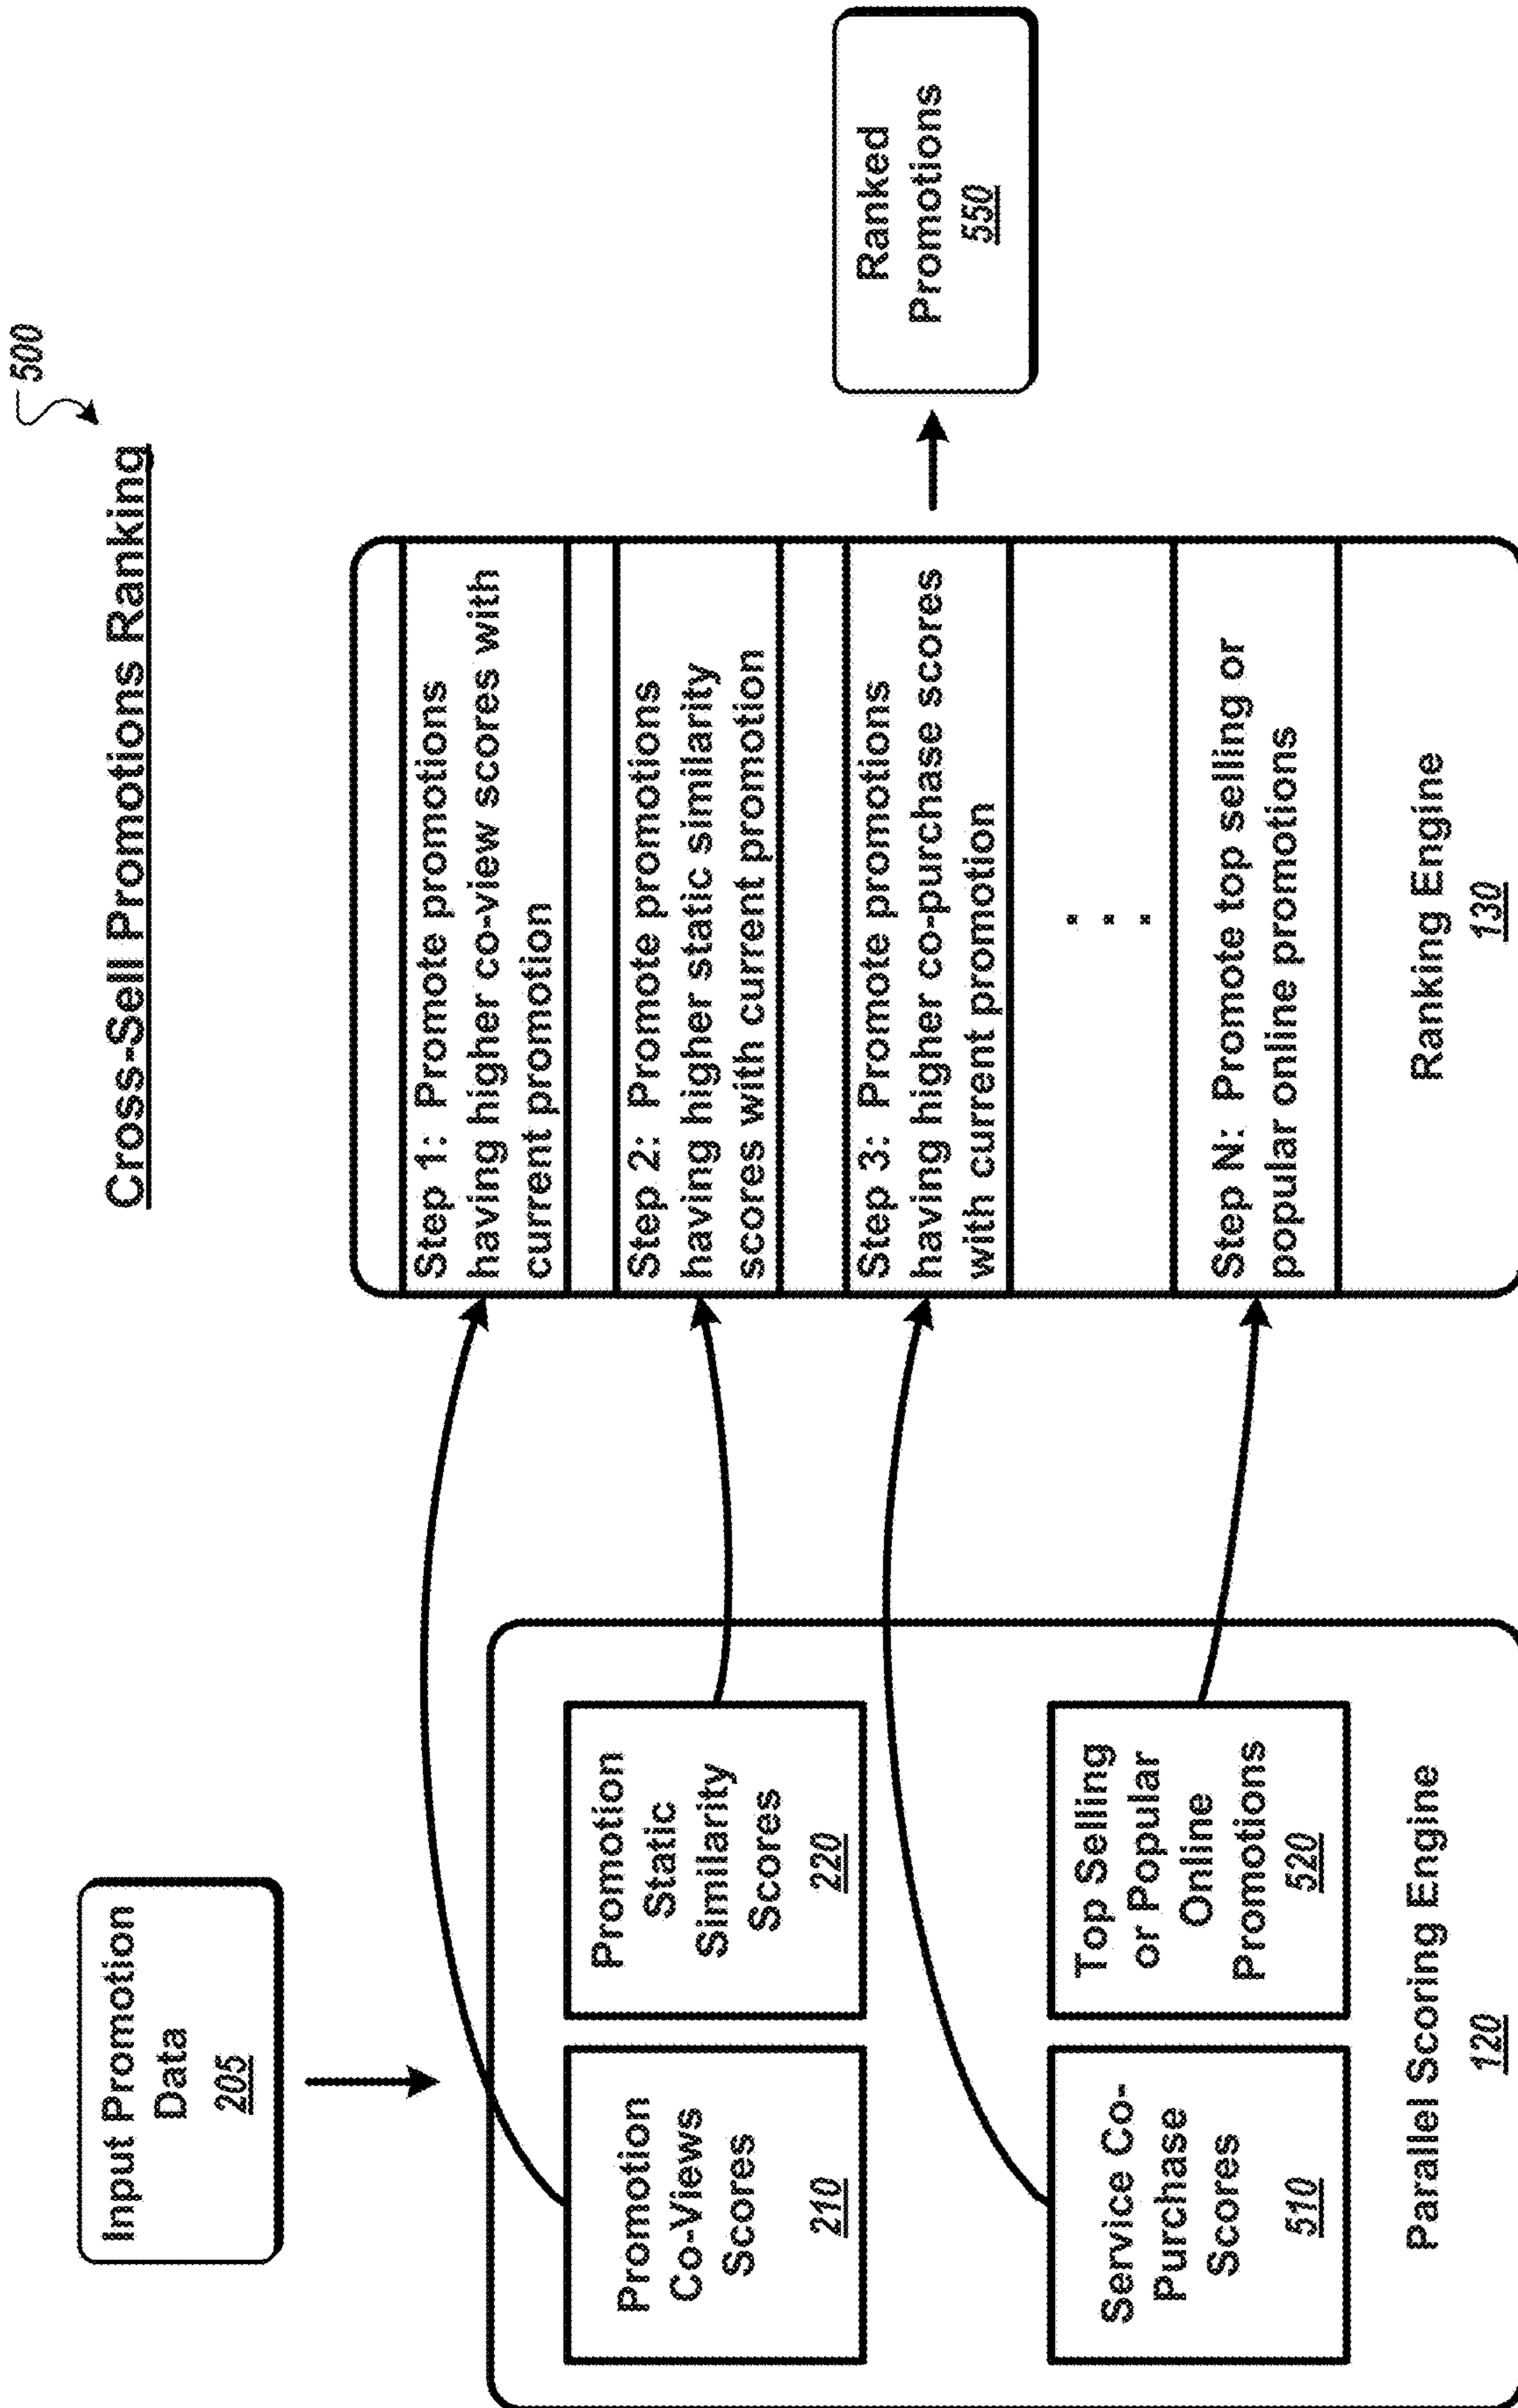 Cross-Sell Promotions Ranking
500
Input Promotion
Data
205
Promotion
Co-Views
Scores
210
Promotion
Static
Similarity
Scores
220
Service Co-
Purchase
Scores
510
Top Selling
or Popular
Online
Promotions
520
Parallel Scoring Engine
120
Step 1: Promote promotions
having higher co-view scores with
current promotion
Step 2: Promote promotions
having higher static similarity
scores with current promotion
Step 3: Promote promotions
having higher co-purchase scores
with current promotion
. . .
Step N: Promote top selling or
popular online promotions
Ranking Engine
130
Ranked
Promotions
550